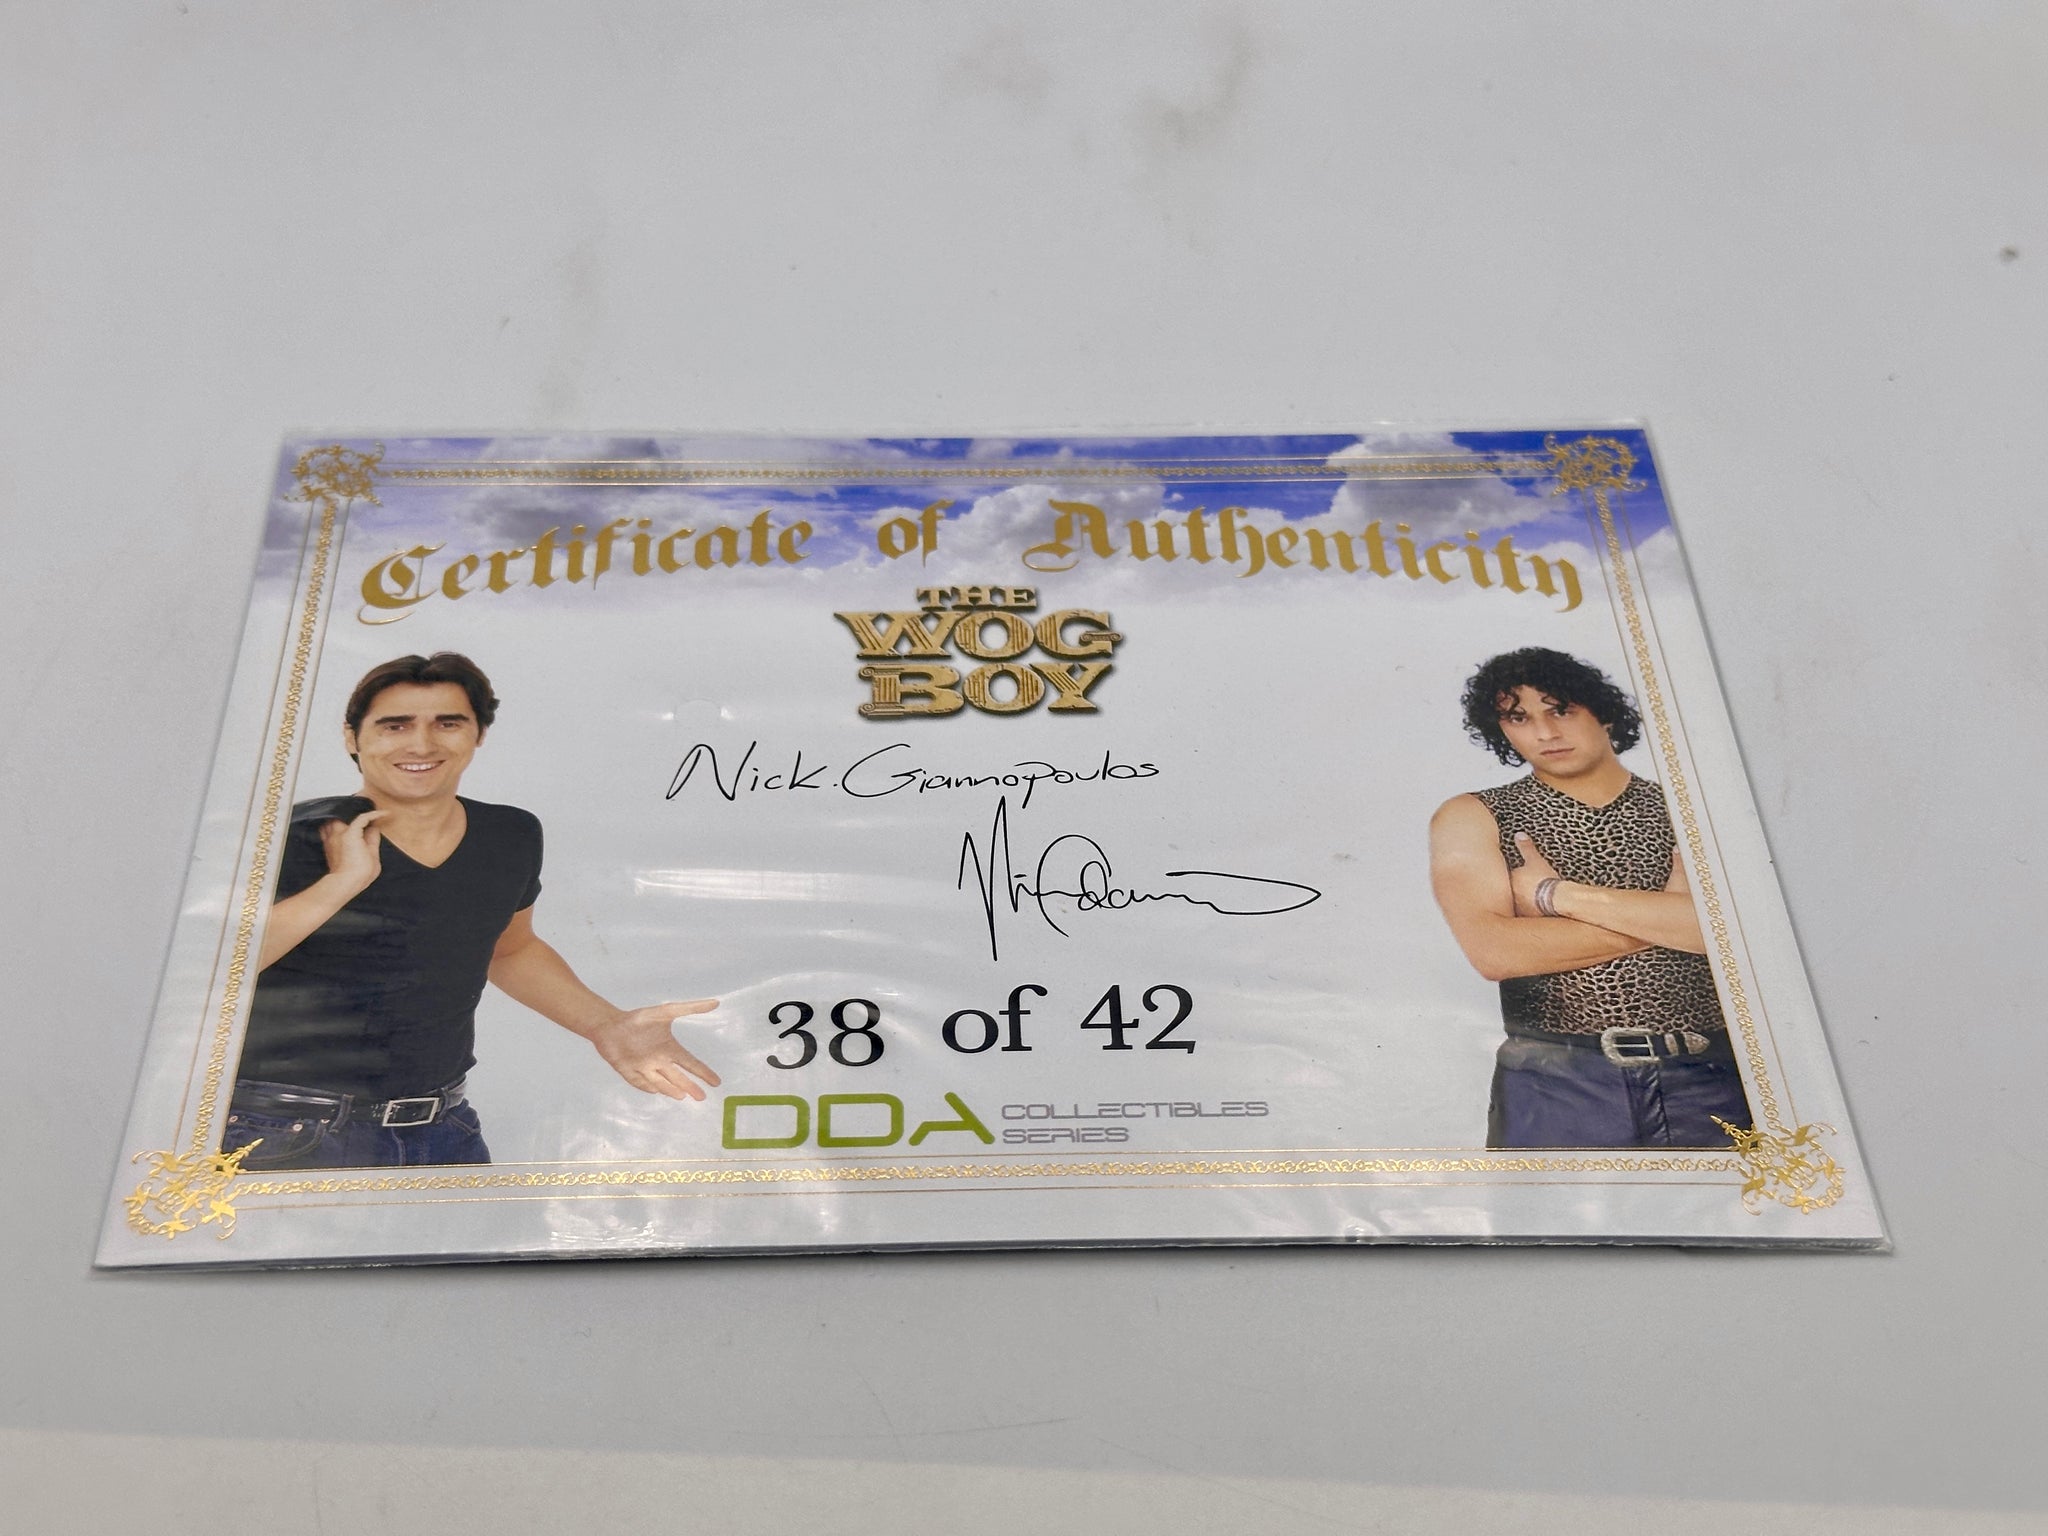 Certificate of Authenticity
THE
WOG
BOY
Nick. Giannopoulos
38 of 42
DDA COLLECTIBLES
SERIES